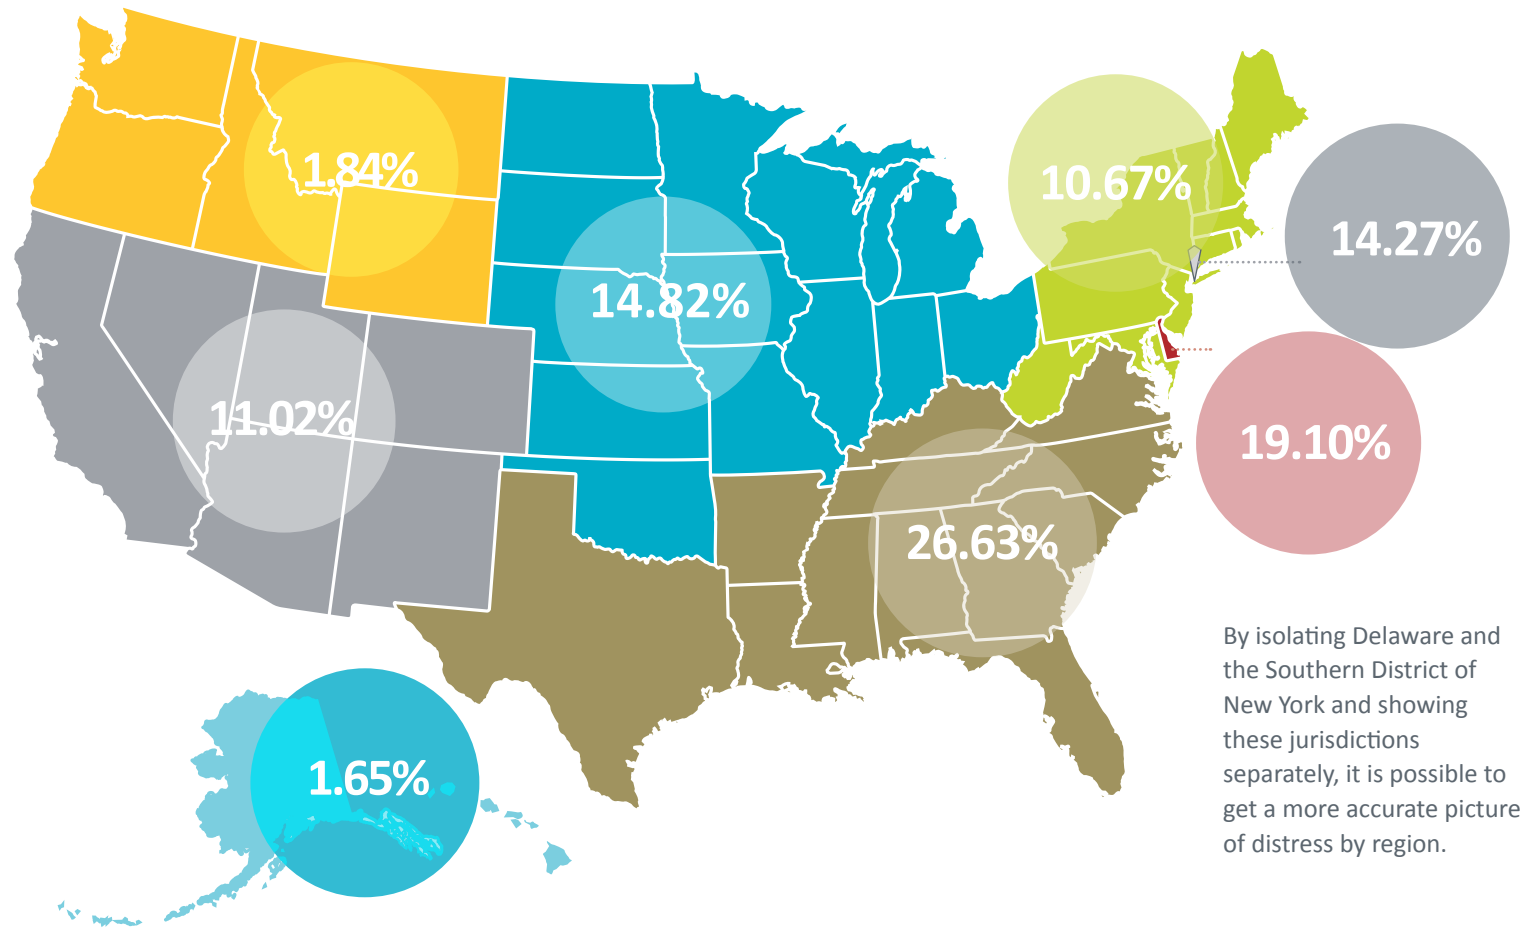 1.84%
10.67%
14.27%
14.82%
11.02%
19.10%
26.63%
1.65%
By isolating Delaware and
the Southern District of
New York and showing
these jurisdictions
separately, it is possible to
get a more accurate picture
of distress by region.